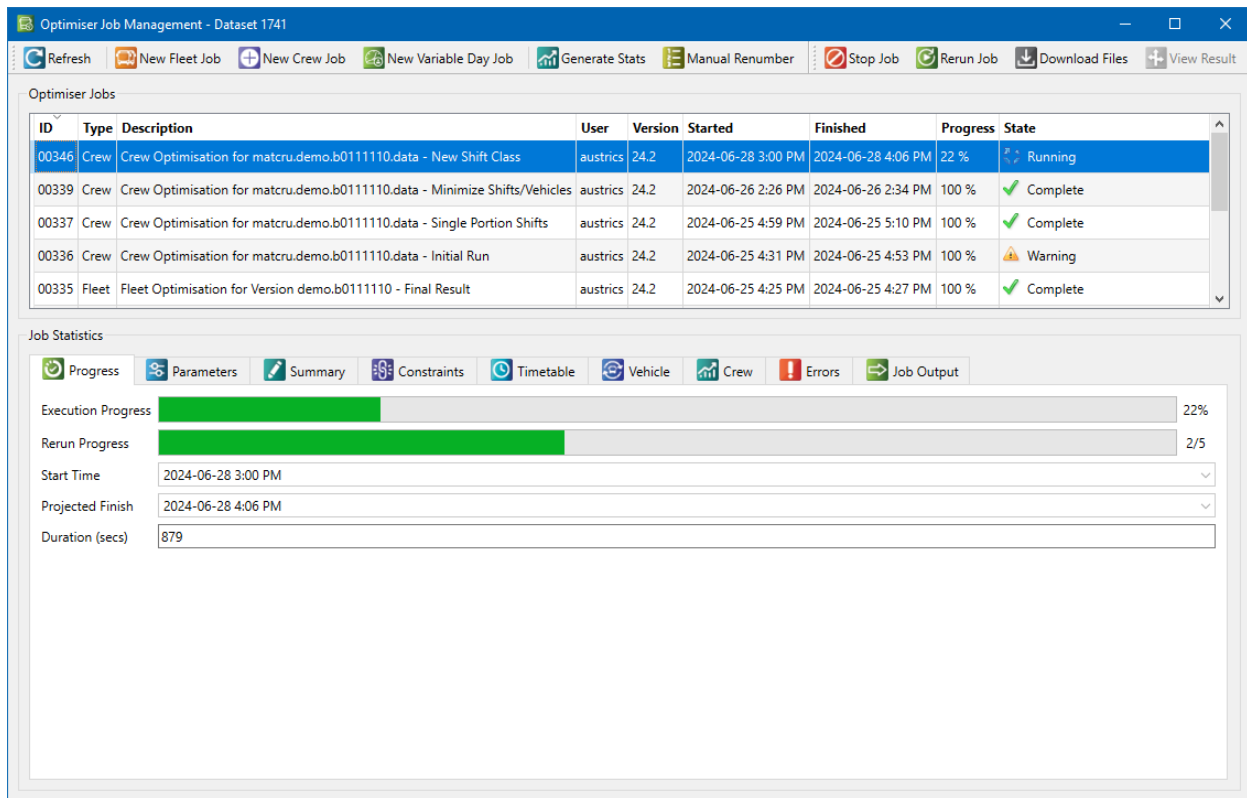 Optimiser Job Management - Dataset 1741
Refresh New Fleet Job New Crew Job New Variable Day Job Generate Stats Manual Renumber Stop Job Rerun Job Download Files View Result
Optimiser Jobs
ID Type Description User Version Started Finished Progress State
00346 Crew Crew Optimisation for matcru.demo.b0111110.data - New Shift Class austrics 24.2 2024-06-28 3:00 PM 2024-06-28 4:06 PM 22 % Running
00339 Crew Crew Optimisation for matcru.demo.b0111110.data - Minimize Shifts/Vehicles austrics 24.2 2024-06-26 2:26 PM 2024-06-26 2:34 PM 100 % Complete
00337 Crew Crew Optimisation for matcru.demo.b0111110.data - Single Portion Shifts austrics 24.2 2024-06-25 4:59 PM 2024-06-25 5:10 PM 100 % Complete
00336 Crew Crew Optimisation for matcru.demo.b0111110.data - Initial Run austrics 24.2 2024-06-25 4:31 PM 2024-06-25 4:53 PM 100 % Warning
00335 Fleet Fleet Optimisation for Version demo.b0111110 - Final Result austrics 24.2 2024-06-25 4:25 PM 2024-06-25 4:27 PM 100 % Complete
Job Statistics
Progress Parameters Summary Constraints Timetable Vehicle Crew Errors Job Output
Execution Progress 22%
Rerun Progress 2/5
Start Time 2024-06-28 3:00 PM
Projected Finish 2024-06-28 4:06 PM
Duration (secs) 879